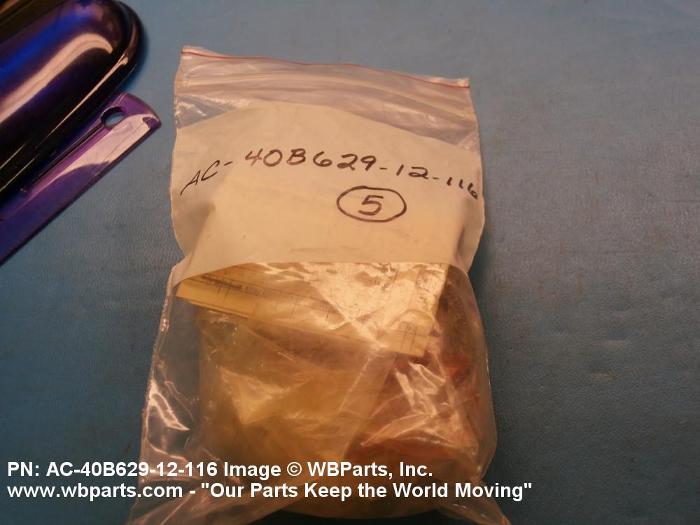 AC-40B629-12-116
5
PN: AC-40B629-12-116 Image © WBParts, Inc.
www.wbparts.com - "Our Parts Keep the World Moving"